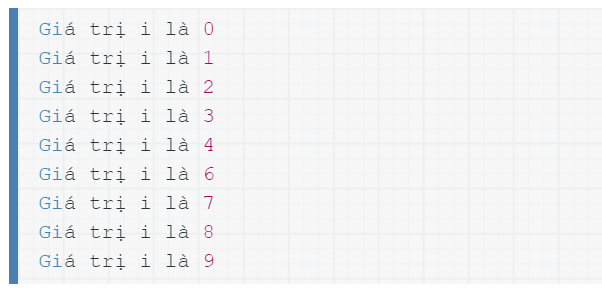 Giá trị i là 0
Giá trị i là 1
Giá trị i là 2
Giá trị i là 3
Giá trị i là 4
Giá trị i là 6
Giá trị i là 7
Giá trị i là 8
Giá trị i là 9